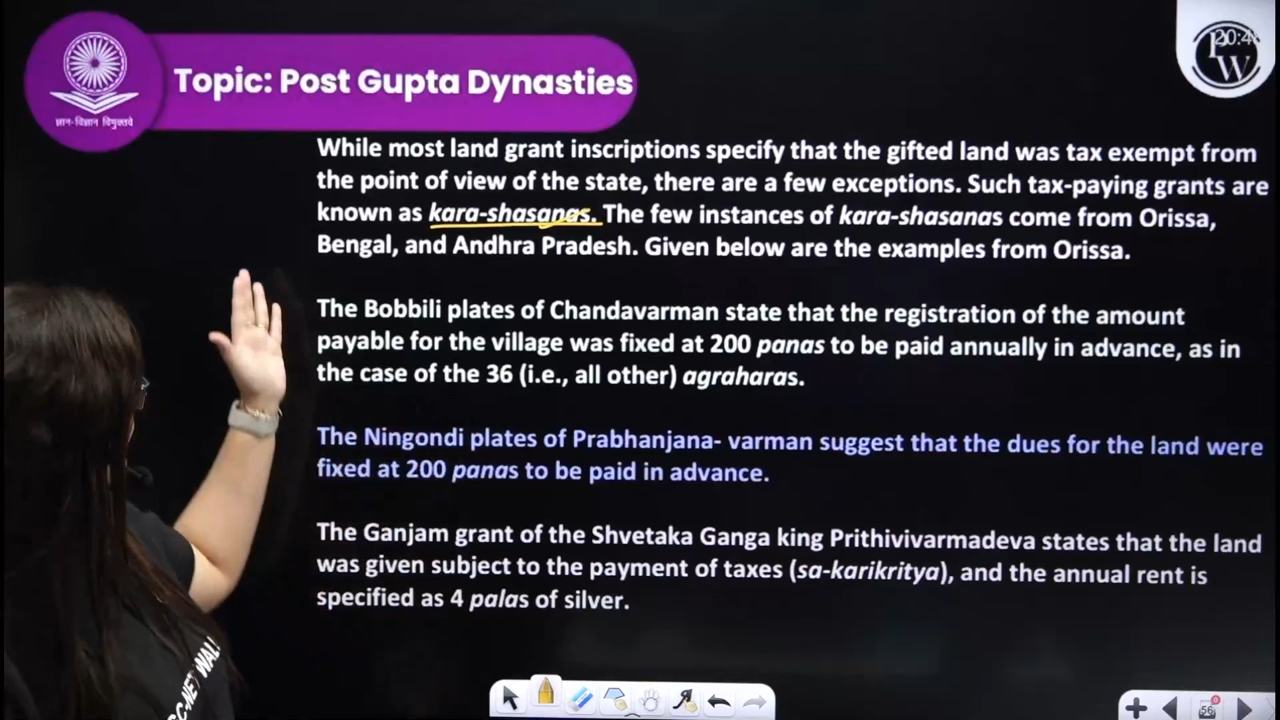 ज्ञान-विज्ञान विमुक्तये
Topic: Post Gupta Dynasties
20:4
PW
While most land grant inscriptions specify that the gifted land was tax exempt from
the point of view of the state, there are a few exceptions. Such tax-paying grants are
known as kara-shasanas. The few instances of kara-shasanas come from Orissa,
Bengal, and Andhra Pradesh. Given below are the examples from Orissa.
The Bobbili plates of Chandavarman state that the registration of the amount
payable for the village was fixed at 200 panas to be paid annually in advance, as in
the case of the 36 (i.e., all other) agraharas.
The Ningondi plates of Prabhanjana- varman suggest that the dues for the land were
fixed at 200 panas to be paid in advance.
The Ganjam grant of the Shvetaka Ganga king Prithivivarmadeva states that the land
was given subject to the payment of taxes (sa-karikritya), and the annual rent is
specified as 4 palas of silver.
56